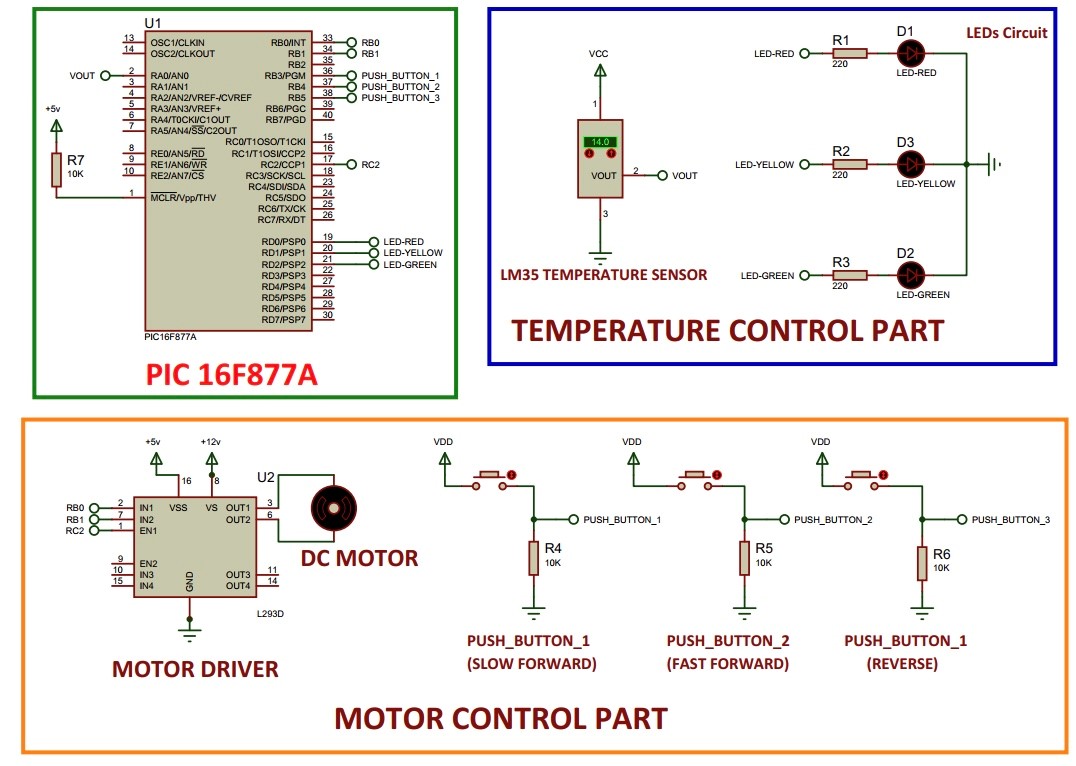 U1
13 OSC1/CLKIN RB0/INT 33 RB0
14 OSC2/CLKOUT RB1 34 RB1
RB2 35
VOUT 2 RA0/AN0 RB3/PGM 36 PUSH_BUTTON_1
3 RA1/AN1 RB4 37 PUSH_BUTTON_2
4 RA2/AN2/VREF-/CVREF RB5 38 PUSH_BUTTON_3
5 RA3/AN3/VREF+ RB6/PGC 39
6 RA4/T0CKI/C1OUT RB7/PGD 40
7 RA5/AN4/SS/C2OUT
RC0/T1OSO/T1CKI 15
8 RE0/AN5/RD RC1/T1OSI/CCP2 16
9 RE1/AN6/WR RC2/CCP1 17 RC2
10 RE2/AN7/CS RC3/SCK/SCL 18
RC4/SDI/SDA 23
1 MCLR/Vpp/THV RC5/SDO 24
RC6/TX/CK 25
RC7/RX/DT 26
RD0/PSP0 19 LED-RED
RD1/PSP1 20 LED-YELLOW
RD2/PSP2 21 LED-GREEN
RD3/PSP3 22
RD4/PSP4 27
RD5/PSP5 28
RD6/PSP6 29
RD7/PSP7 30
+5v
R7
10K
PIC16F877A
PIC 16F877A
LEDs Circuit
VCC
1
14.0
VOUT 2 VOUT
3
LM35 TEMPERATURE SENSOR
LED-RED R1 D1
220 LED-RED
LED-YELLOW R2 D3
220 LED-YELLOW
LED-GREEN R3 D2
220 LED-GREEN
TEMPERATURE CONTROL PART
+5v +12v
16 8 U2
RB0 2 IN1 VSS VS OUT1 3
RB1 7 IN2 OUT2 6
RC2 1 EN1
9 EN2
10 IN3 OUT3 11
15 IN4 GND OUT4 14
L293D
DC MOTOR
MOTOR DRIVER
VDD
PUSH_BUTTON_1
R4
10K
PUSH_BUTTON_1
(SLOW FORWARD)
VDD
PUSH_BUTTON_2
R5
10K
PUSH_BUTTON_2
(FAST FORWARD)
VDD
PUSH_BUTTON_3
R6
10K
PUSH_BUTTON_1
(REVERSE)
MOTOR CONTROL PART